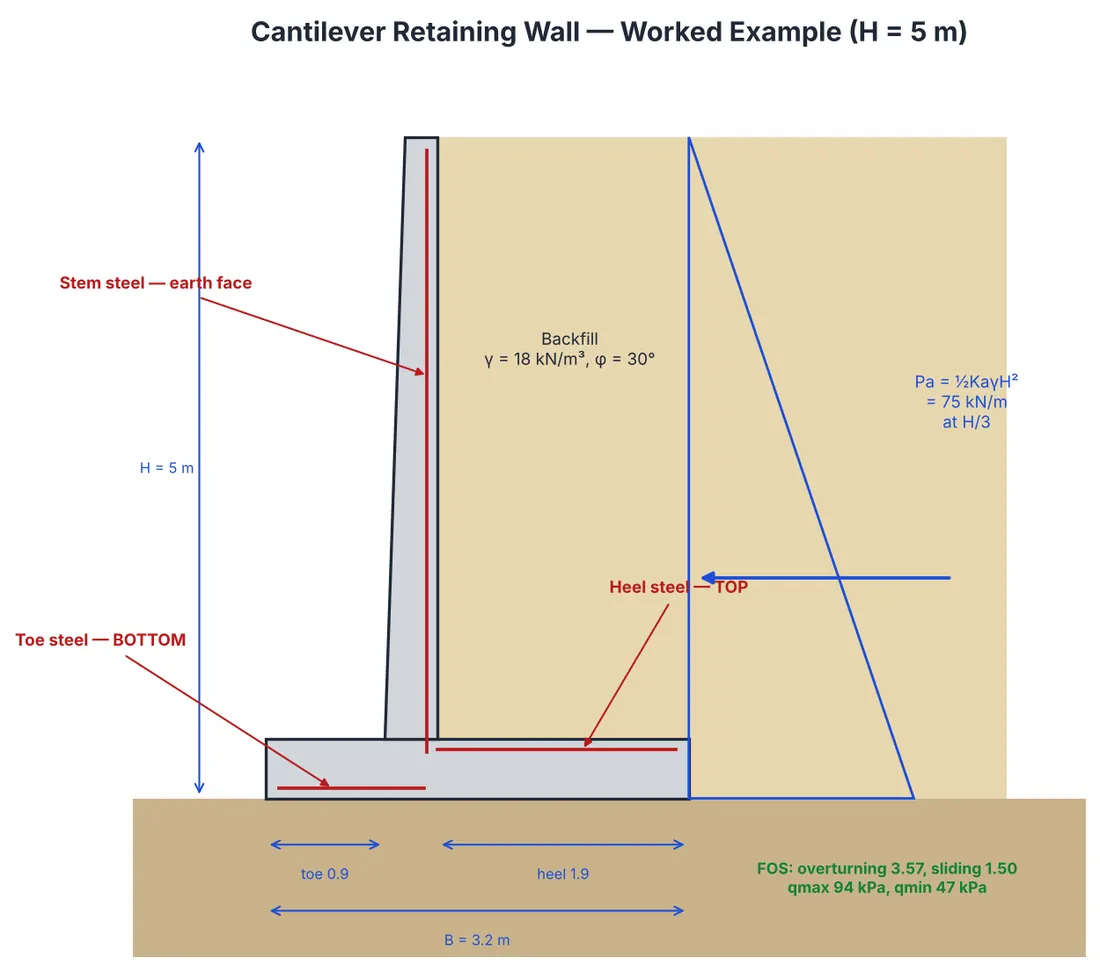 Cantilever Retaining Wall — Worked Example (H = 5 m)
Stem steel — earth face
Backfill
γ = 18 kN/m³, φ = 30°
Pa = ½KaγH²
= 75 kN/m
at H/3
H = 5 m
Heel steel — TOP
Toe steel — BOTTOM
toe 0.9
heel 1.9
FOS: overturning 3.57, sliding 1.50
qmax 94 kPa, qmin 47 kPa
B = 3.2 m